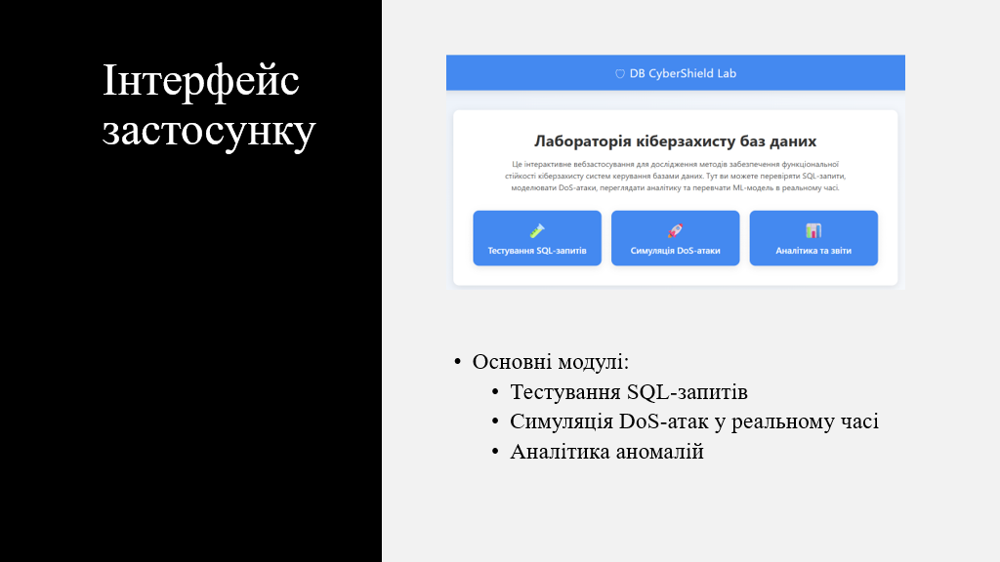 Інтерфейс
застосунку
DB CyberShield Lab
Лабораторія кіберзахисту баз даних
Це інтерактивне вебзастосування для дослідження методів забезпечення функціональної
стійкості кіберзахисту систем керування базами даних. Тут ви можете перевіряти SQL-запити,
моделювати DoS-атаки, переглядати аналітику та перевчати ML-модель в реальному часі.
Тестування SQL-запитів
Симуляція DoS-атаки
Аналітика та звіти
• Основні модулі:
• Тестування SQL-запитів
• Симуляція DoS-атак у реальному часі
• Аналітика аномалій